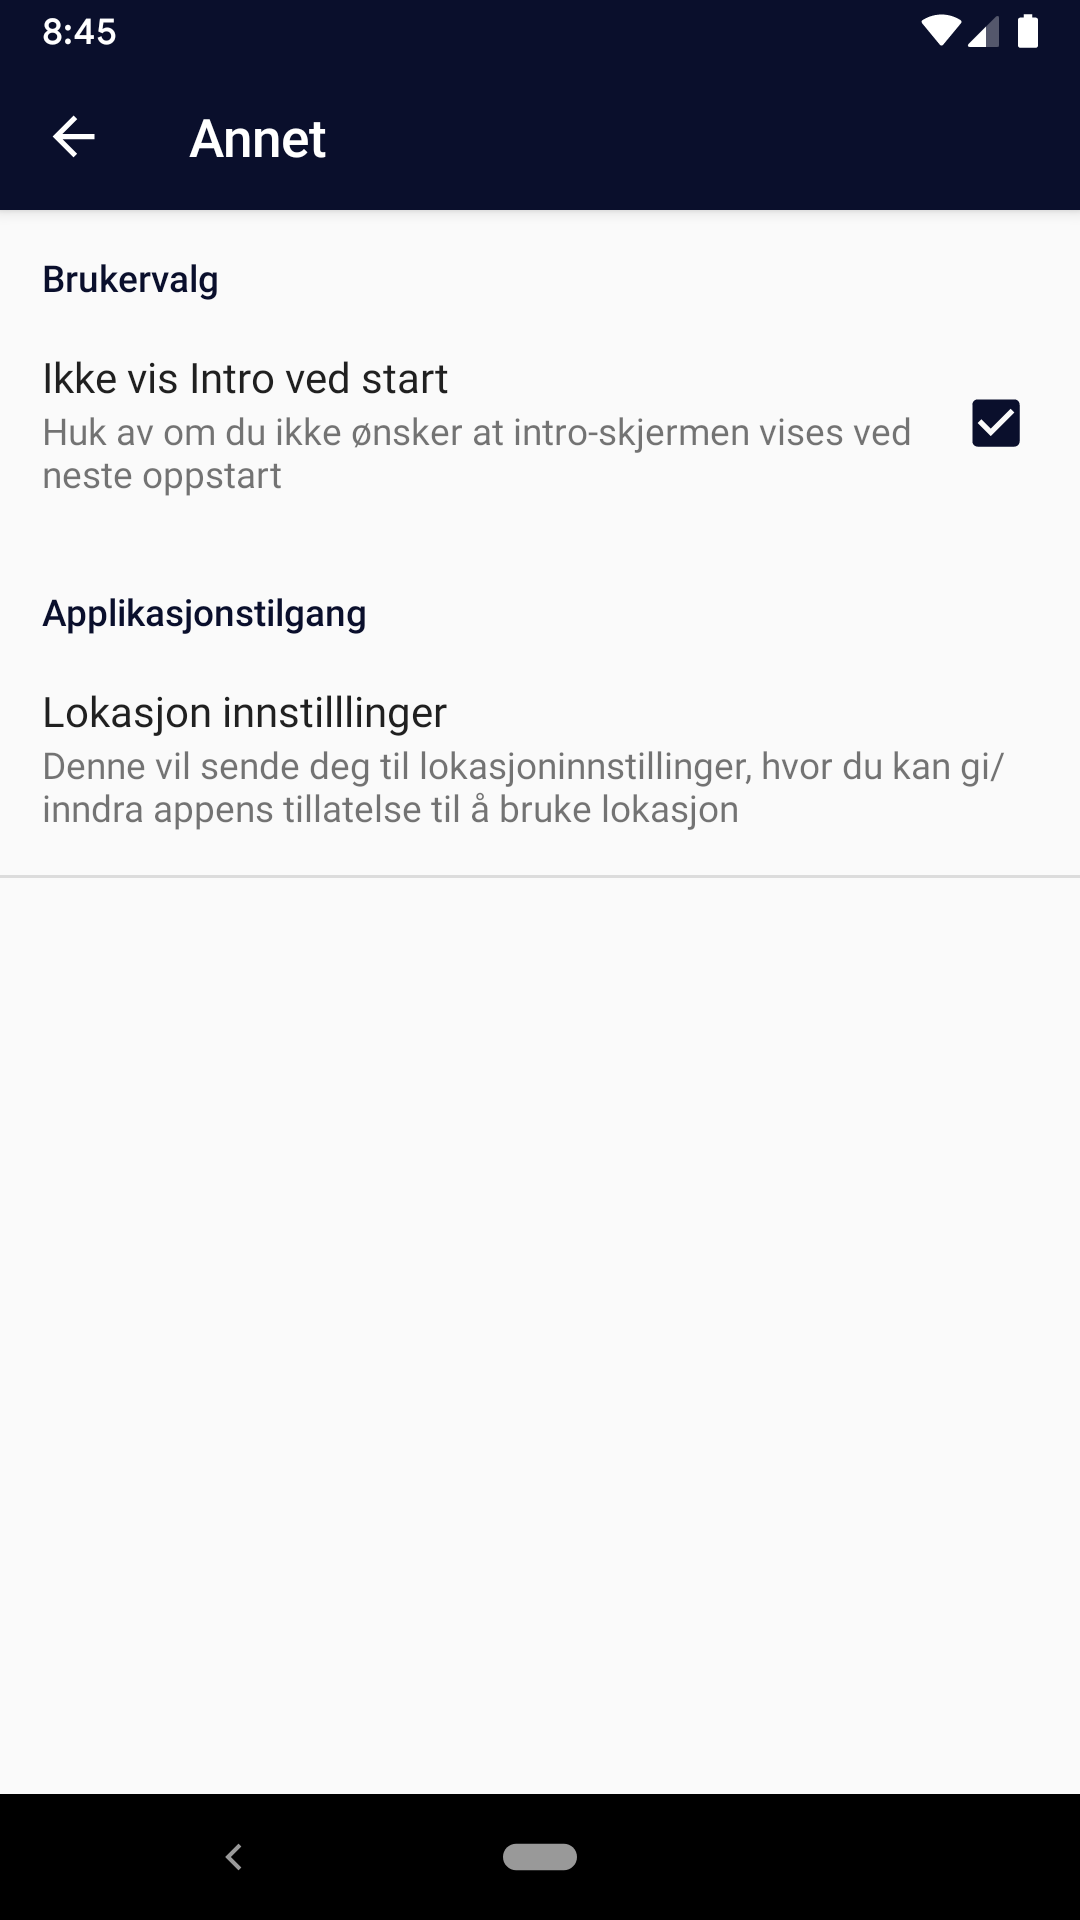 8:45
Annet
Brukervalg
Ikke vis Intro ved start
Huk av om du ikke ønsker at intro-skjermen vises ved
neste oppstart
Applikasjonstilgang
Lokasjon innstilllinger
Denne vil sende deg til lokasjoninnstillinger, hvor du kan gi/
inndra appens tillatelse til å bruke lokasjon